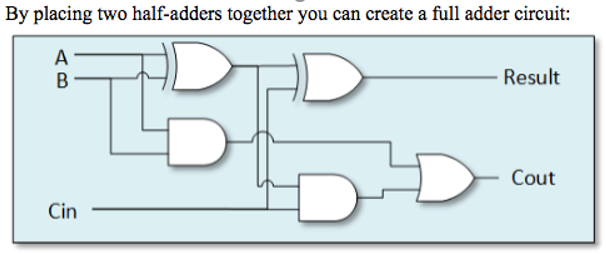 By placing two half-adders together you can create a full adder circuit:
A
B
Result
Cout
Cin